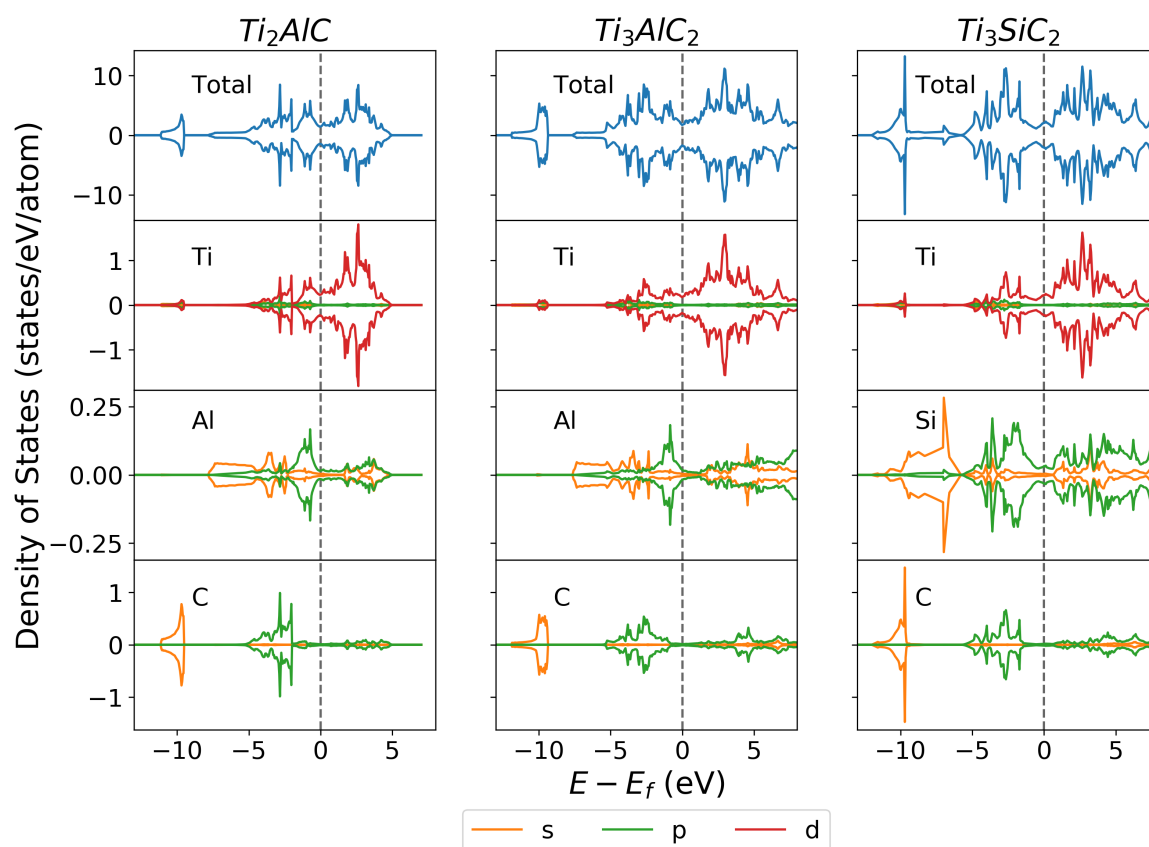 Ti₂AlC Ti₃AlC₂ Ti₃SiC₂
Density of States (states/eV/atom)
10
0
−10
Total
Total
Total
1
0
−1
Ti
Ti
Ti
0.25
0.00
−0.25
Al
Al
Si
1
0
−1
C
C
C
−10 −5 0 5
−10 −5 0 5
−10 −5 0 5
E − E_f (eV)
s p d